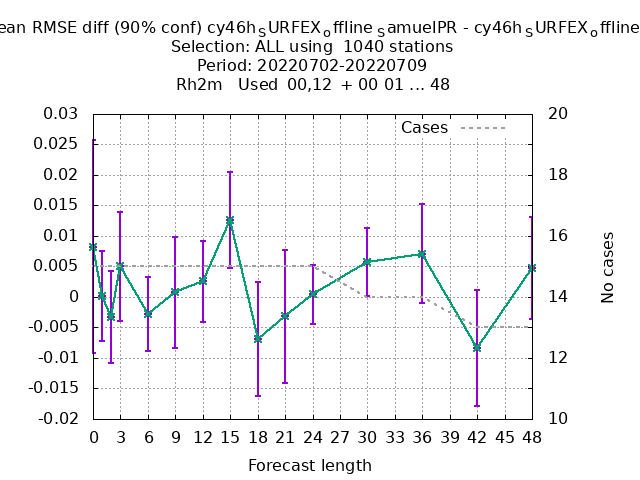 ean RMSE diff (90% conf) cy46h_SURFEX_offline_SamuelPR - cy46h_SURFEX_offline
Selection: ALL using 1040 stations
Period: 20220702-20220709
Rh2m Used 00,12 + 00 01 ... 48
Cases
0.03
0.025
0.02
0.015
0.01
0.005
0
-0.005
-0.01
-0.015
-0.02
20
18
16
14
12
10
No cases
0 3 6 9 12 15 18 21 24 27 30 33 36 39 42 45 48
Forecast length